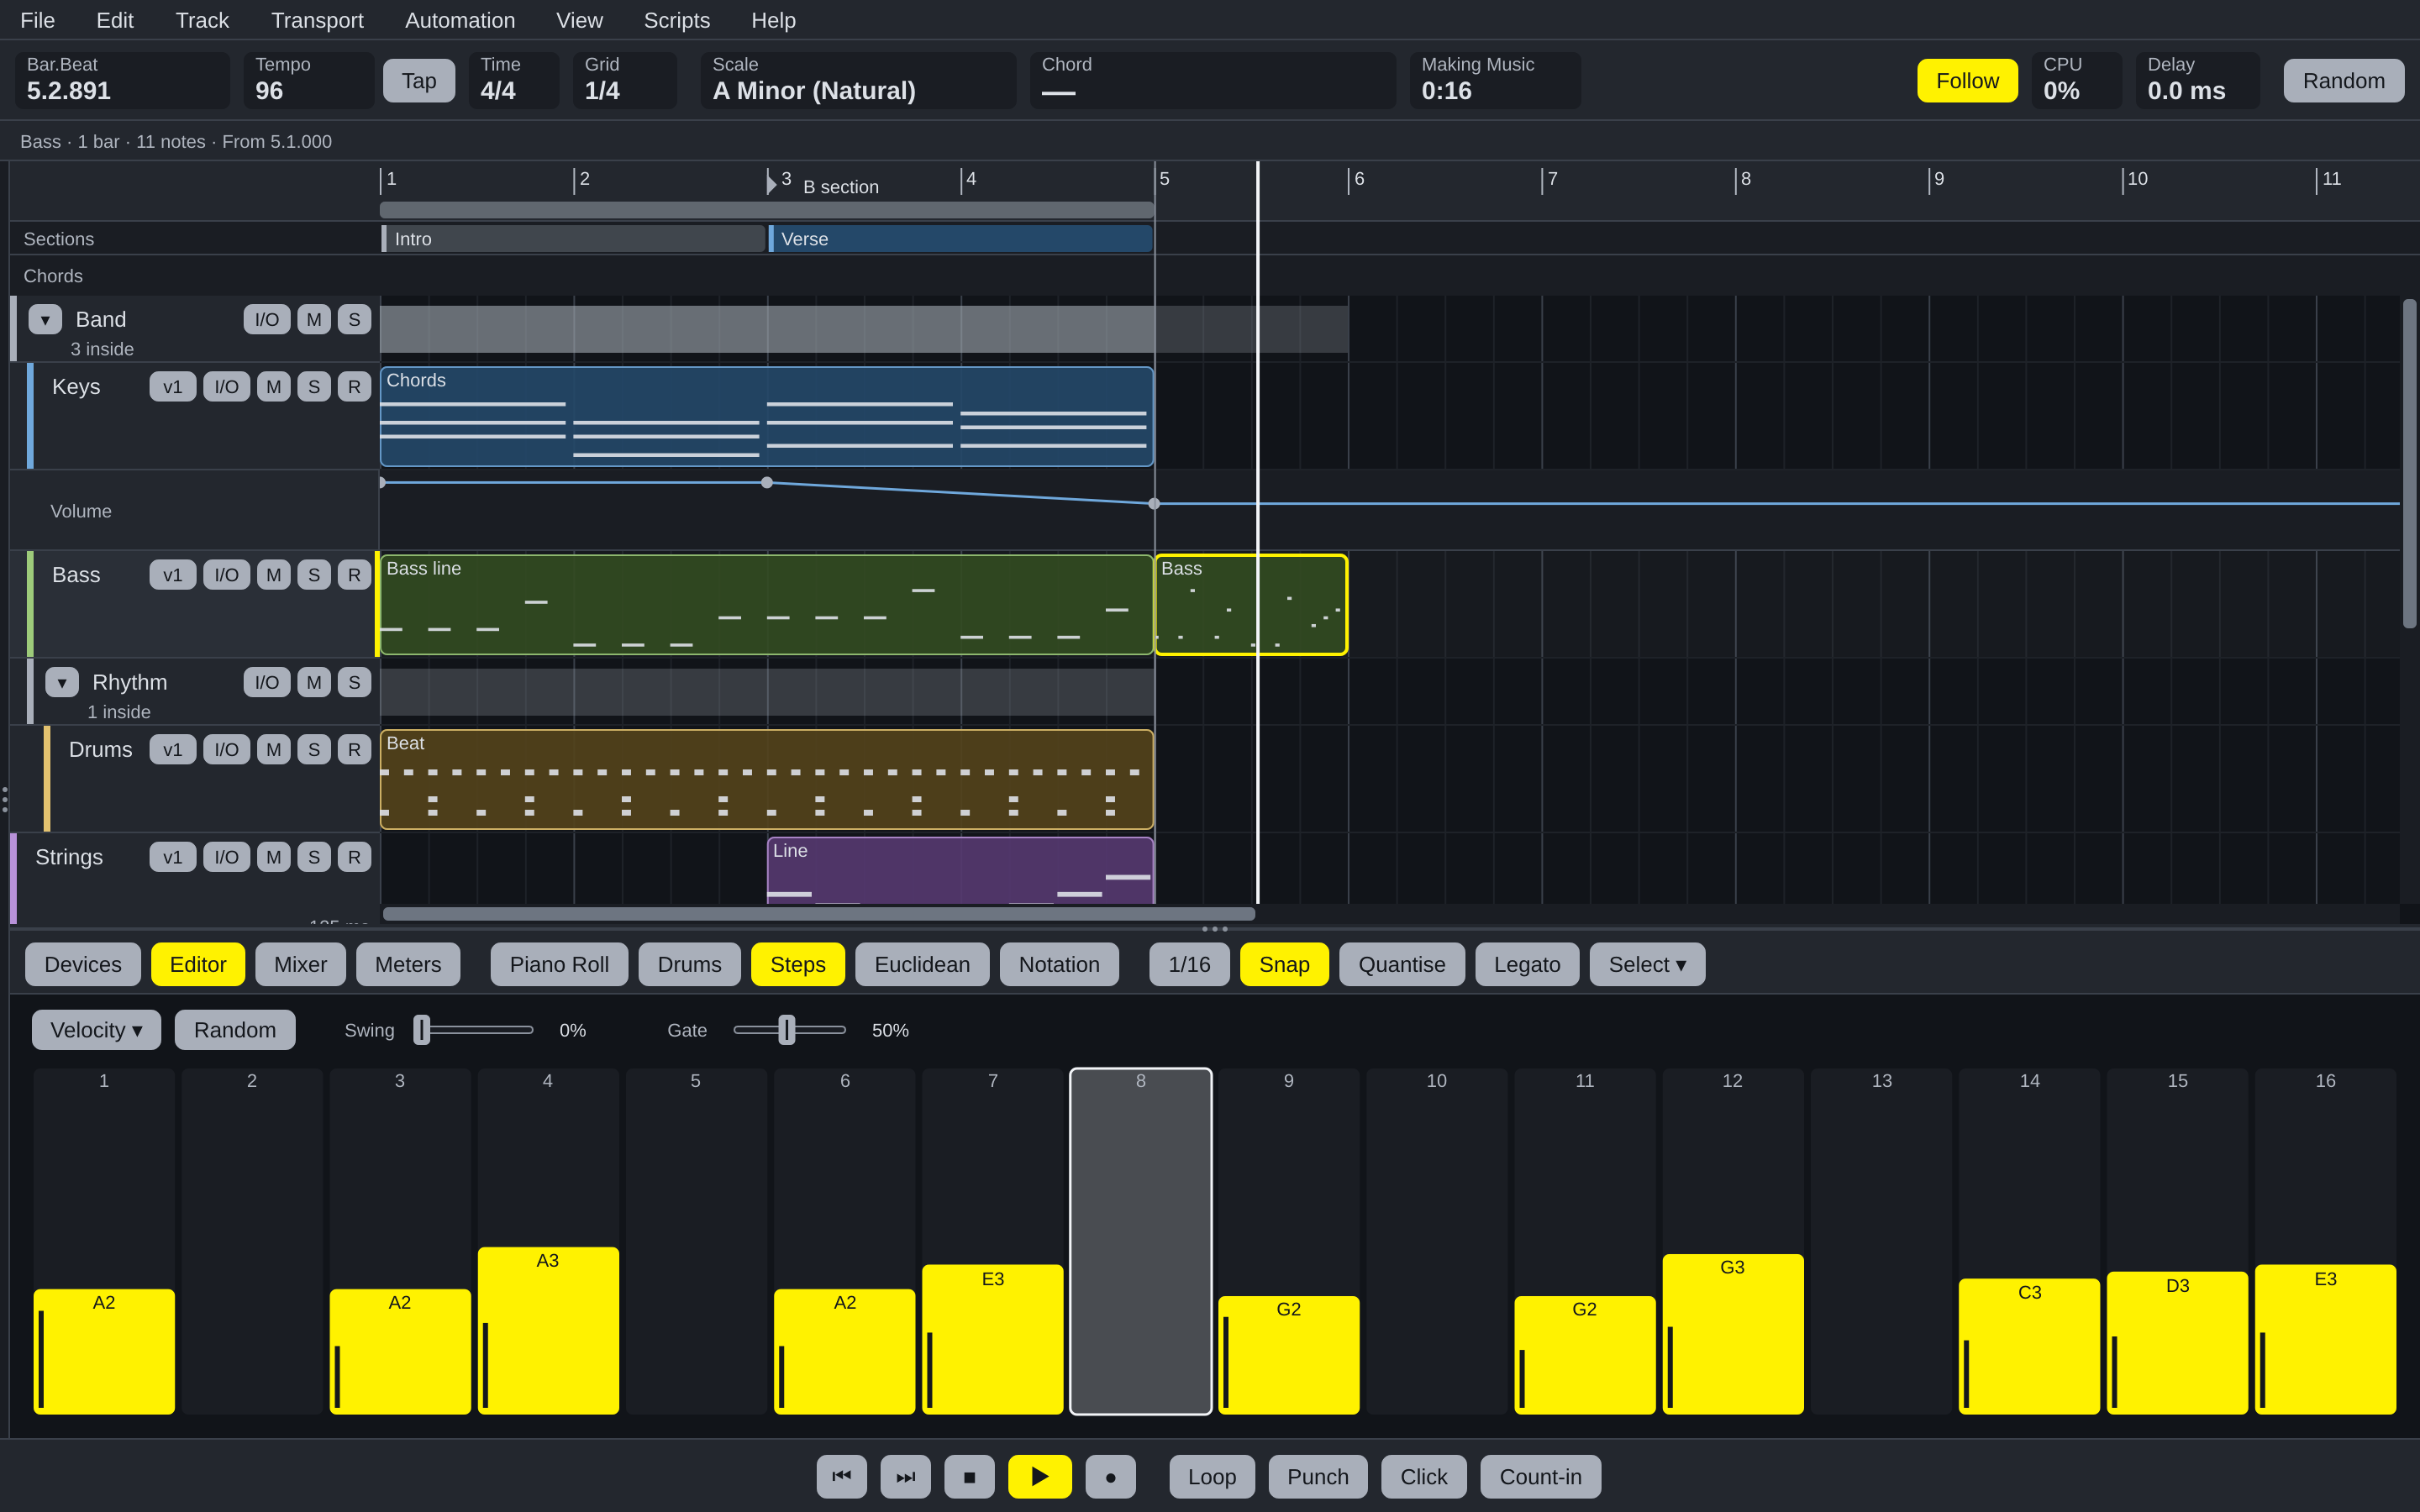 File Edit Track Transport Automation View Scripts Help
Bar.Beat Tempo Time Grid Scale Chord Making Music CPU Delay
5.2.891 96 Tap 4/4 1/4 A Minor (Natural) — 0:16 Follow 0% 0.0 ms Random
Bass · 1 bar · 11 notes · From 5.1.000
1 2 3 B section 4 5 6 7 8 9 10 11
Sections Intro Verse
Chords
Band I/O M S
3 inside
Keys v1 I/O M S R Chords
Volume
Bass v1 I/O M S R Bass line Bass
Rhythm I/O M S
1 inside
Drums v1 I/O M S R Beat
Strings v1 I/O M S R Line
Devices Editor Mixer Meters Piano Roll Drums Steps Euclidean Notation 1/16 Snap Quantise Legato Select ▾
Velocity ▾ Random Swing 0% Gate 50%
1 2 3 4 5 6 7 8 9 10 11 12 13 14 15 16
A2 A2 A3 A2 E3 G2 G2 G3 C3 D3 E3
Loop Punch Click Count-in